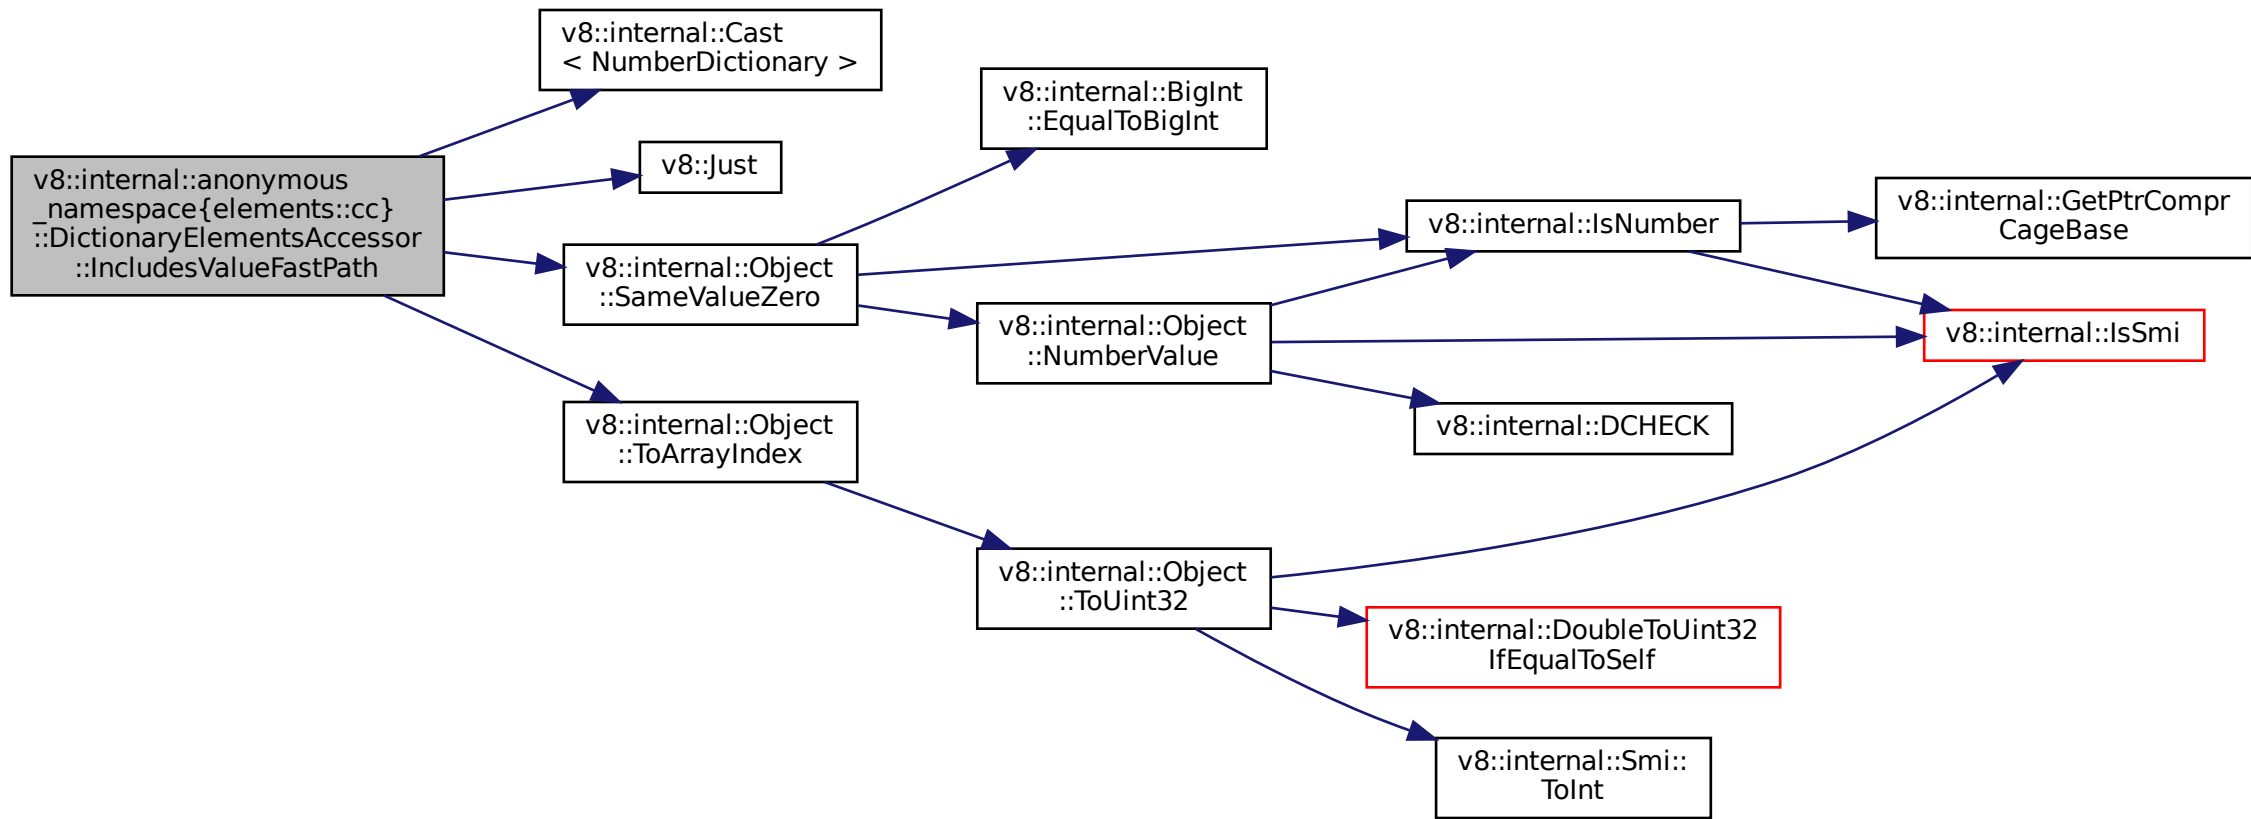 v8::internal::Cast
< NumberDictionary >
v8::internal::BigInt
::EqualToBigInt
v8::Just
v8::internal::anonymous
_namespace{elements::cc}
::DictionaryElementsAccessor
::IncludesValueFastPath
v8::internal::IsNumber
v8::internal::GetPtrCompr
CageBase
v8::internal::Object
::SameValueZero
v8::internal::Object
::NumberValue
v8::internal::IsSmi
v8::internal::Object
::ToArrayIndex
v8::internal::DCHECK
v8::internal::Object
::ToUint32
v8::internal::DoubleToUint32
IfEqualToSelf
v8::internal::Smi::
ToInt